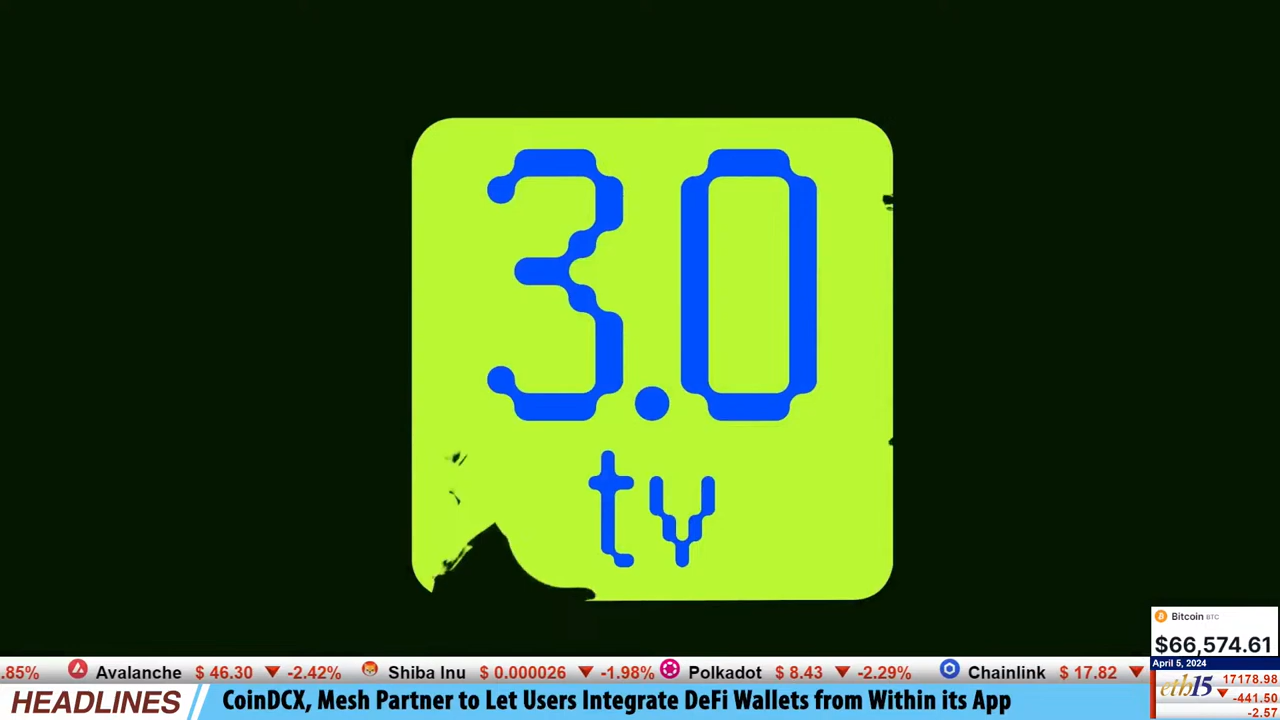 3.0
tv
Bitcoin BTC
$66,574.61
April 5, 2024
.85% Avalanche $ 46.30 -2.42% Shiba Inu $ 0.000026 -1.98% Polkadot $ 8.43 -2.29% Chainlink $ 17.82
eth15 17178.98
-441.50
-2.57
HEADLINES CoinDCX, Mesh Partner to Let Users Integrate DeFi Wallets from Within its App